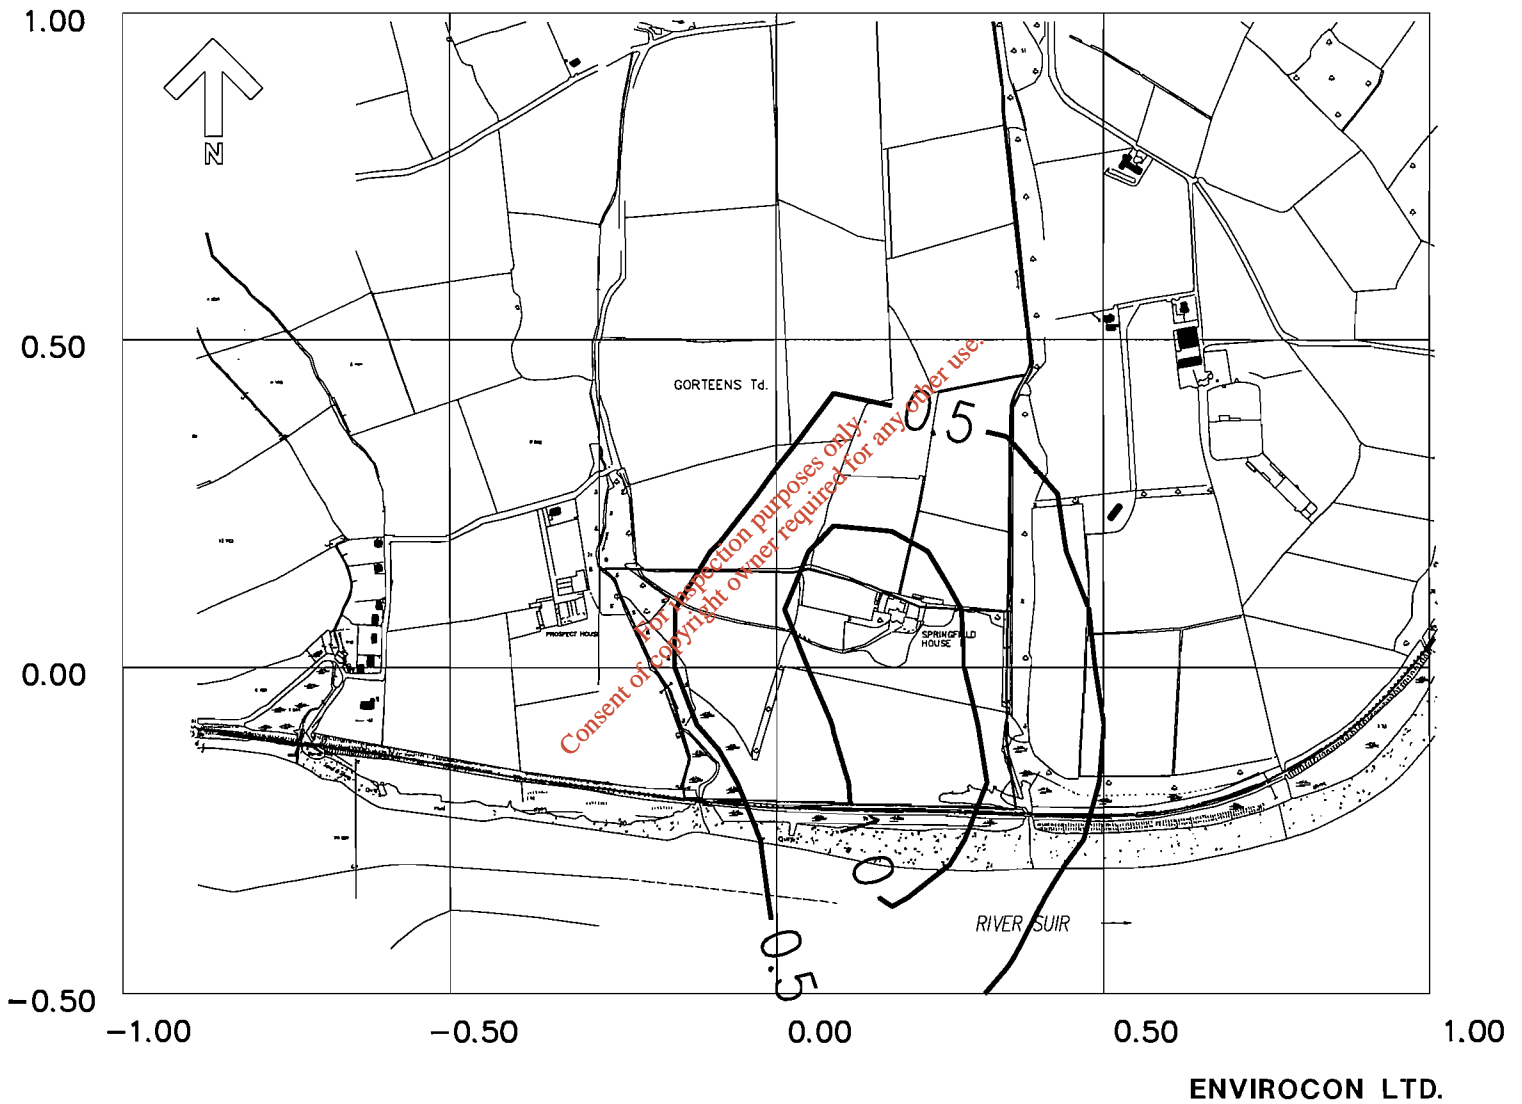 1.00
N
0.50
GORTEENS Td.
0.5
For inspection purposes only.
Consent of copyright owner required for any other use.
PROSPECT HOUSE
SPRINGFIELD
HOUSE
0.00
RIVER SUIR
0.5
-0.50
-1.00
-0.50
0.00
0.50
1.00
ENVIROCON LTD.